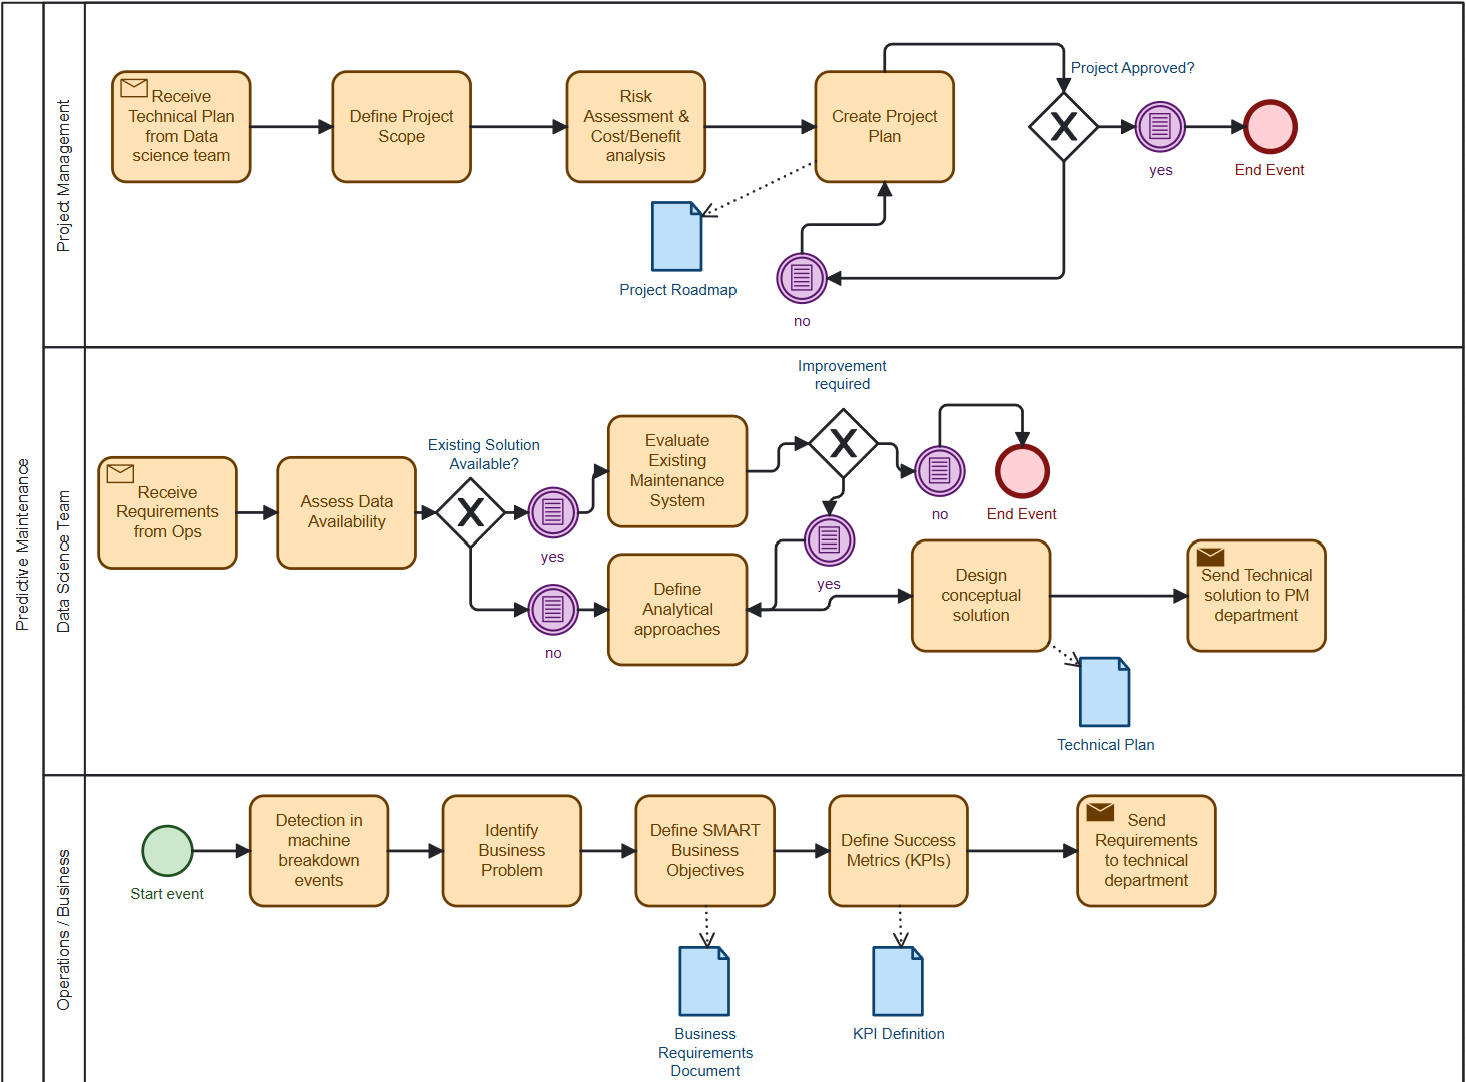 Predictive Maintenance
Project Management
Receive
Technical Plan
from Data
science team
Define Project
Scope
Risk
Assessment &
Cost/Benefit
analysis
Create Project
Plan
Project Approved?
yes
End Event
Project Roadmap
no
Data Science Team
Receive
Requirements
from Ops
Assess Data
Availability
Existing Solution
Available?
yes
no
Evaluate
Existing
Maintenance
System
Define
Analytical
approaches
Improvement
required
no
End Event
yes
Design
conceptual
solution
Send Technical
solution to PM
department
Technical Plan
Operations / Business
Start event
Detection in
machine
breakdown
events
Identify
Business
Problem
Define SMART
Business
Objectives
Define Success
Metrics (KPIs)
Send
Requirements
to technical
department
Business
Requirements
Document
KPI Definition